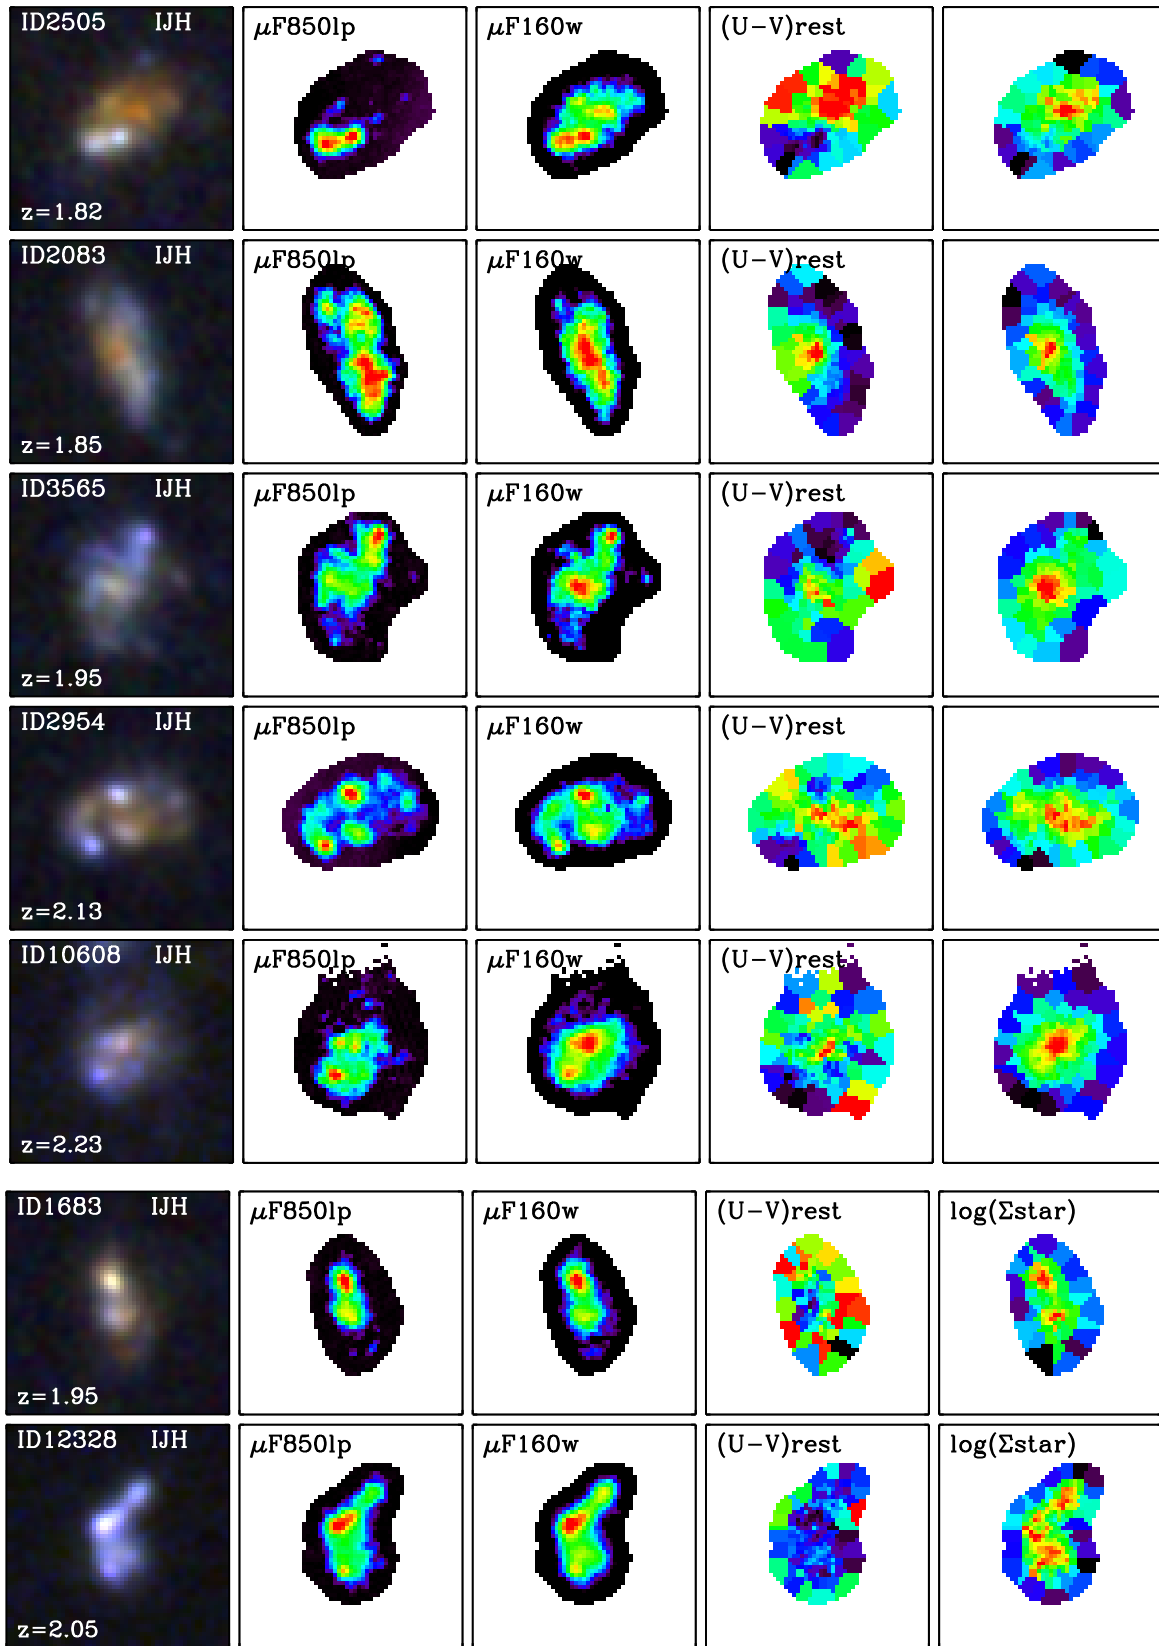 ID2505 IJH μF850lp μF160w (U−V)rest
z=1.82
ID2083 IJH μF850lp μF160w (U−V)rest
z=1.85
ID3565 IJH μF850lp μF160w (U−V)rest
z=1.95
ID2954 IJH μF850lp μF160w (U−V)rest
z=2.13
ID10608 IJH μF850lp μF160w (U−V)rest
z=2.23
ID1683 IJH μF850lp μF160w (U−V)rest log(Σstar)
z=1.95
ID12328 IJH μF850lp μF160w (U−V)rest log(Σstar)
z=2.05